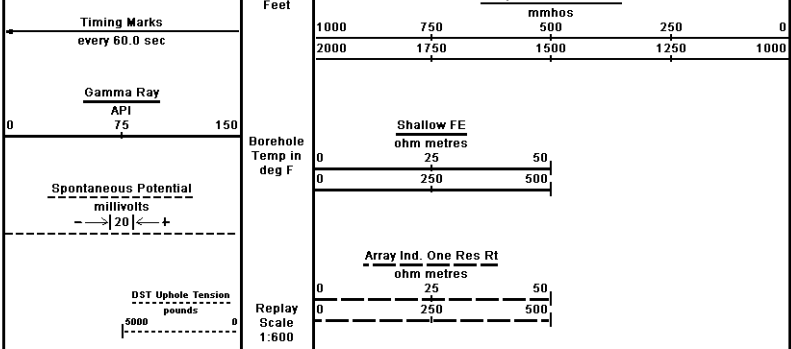 Feet
Timing Marks
every 60.0 sec
mmhos
1000 750 500 250 0
2000 1750 1500 1250 1000
Gamma Ray
API
0 75 150
Borehole
Temp in
deg F
Shallow FE
ohm metres
0 25 50
0 250 500
Spontaneous Potential
millivolts
- 20 +
Array Ind. One Res Rt
ohm metres
0 25 50
0 250 500
DST Uphole Tension
pounds
5000 0
Replay
Scale
1:600